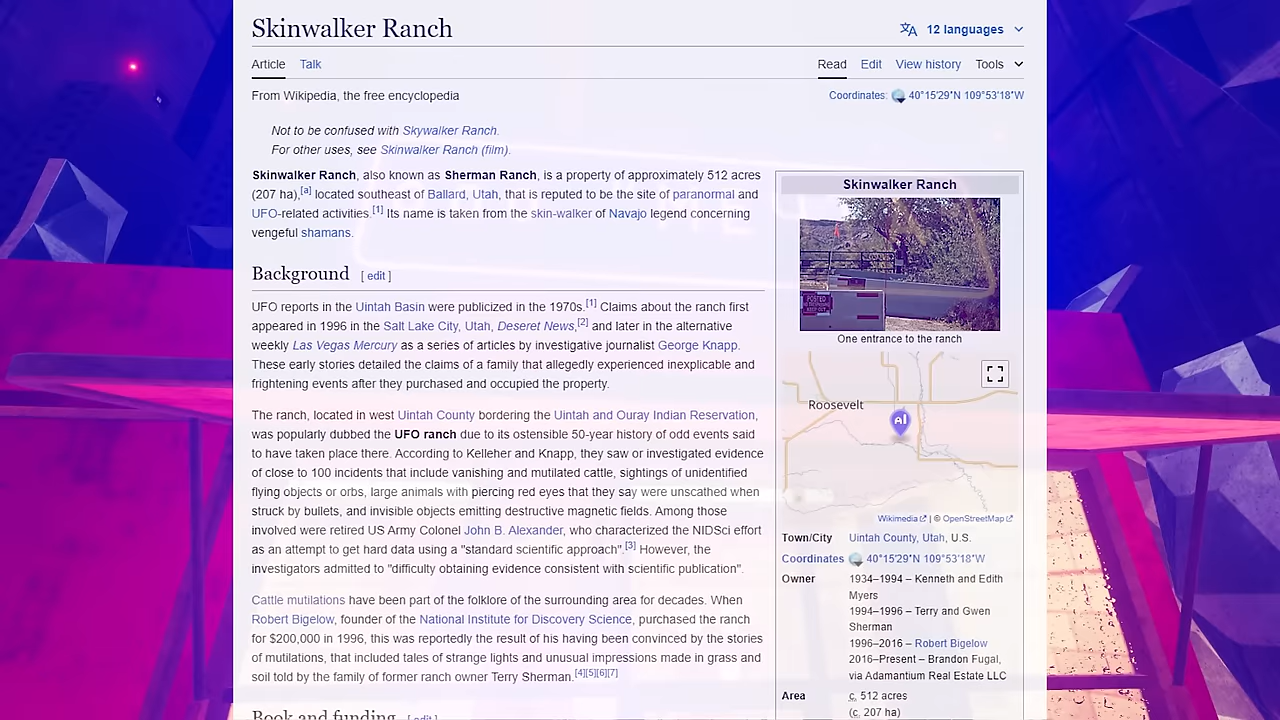 Skinwalker Ranch
12 languages
Article Talk
Read Edit View history Tools
From Wikipedia, the free encyclopedia
Coordinates: 40°15′29″N 109°53′18″W
Not to be confused with Skywalker Ranch.
For other uses, see Skinwalker Ranch (film).
Skinwalker Ranch, also known as Sherman Ranch, is a property of approximately 512 acres
(207 ha),[a] located southeast of Ballard, Utah, that is reputed to be the site of paranormal and
UFO-related activities.[1] Its name is taken from the skin-walker of Navajo legend concerning
vengeful shamans.
Background [ edit ]
UFO reports in the Uintah Basin were publicized in the 1970s.[1] Claims about the ranch first
appeared in 1996 in the Salt Lake City, Utah, Deseret News,[2] and later in the alternative
weekly Las Vegas Mercury as a series of articles by investigative journalist George Knapp.
These early stories detailed the claims of a family that allegedly experienced inexplicable and
frightening events after they purchased and occupied the property.
The ranch, located in west Uintah County bordering the Uintah and Ouray Indian Reservation,
was popularly dubbed the UFO ranch due to its ostensible 50-year history of odd events said
to have taken place there. According to Kelleher and Knapp, they saw or investigated evidence
of close to 100 incidents that include vanishing and mutilated cattle, sightings of unidentified
flying objects or orbs, large animals with piercing red eyes that they say were unscathed when
struck by bullets, and invisible objects emitting destructive magnetic fields. Among those
involved were retired US Army Colonel John B. Alexander, who characterized the NIDSci effort
as an attempt to get hard data using a "standard scientific approach".[3] However, the
investigators admitted to "difficulty obtaining evidence consistent with scientific publication".
Cattle mutilations have been part of the folklore of the surrounding area for decades. When
Robert Bigelow, founder of the National Institute for Discovery Science, purchased the ranch
for $200,000 in 1996, this was reportedly the result of his having been convinced by the stories
of mutilations, that included tales of strange lights and unusual impressions made in grass and
soil told by the family of former ranch owner Terry Sherman.[4][5][6][7]
Book and funding [ edit ]
Skinwalker Ranch
POSTED
KEEP OUT
One entrance to the ranch
Roosevelt
Wikimedia | © OpenStreetMap
Town/City Uintah County, Utah, U.S.
Coordinates 40°15′29″N 109°53′18″W
Owner 1934–1994 – Kenneth and Edith
Myers
1994–1996 – Terry and Gwen
Sherman
1996–2016 – Robert Bigelow
2016–Present – Brandon Fugal,
via Adamantium Real Estate LLC
Area c. 512 acres
(c. 207 ha)